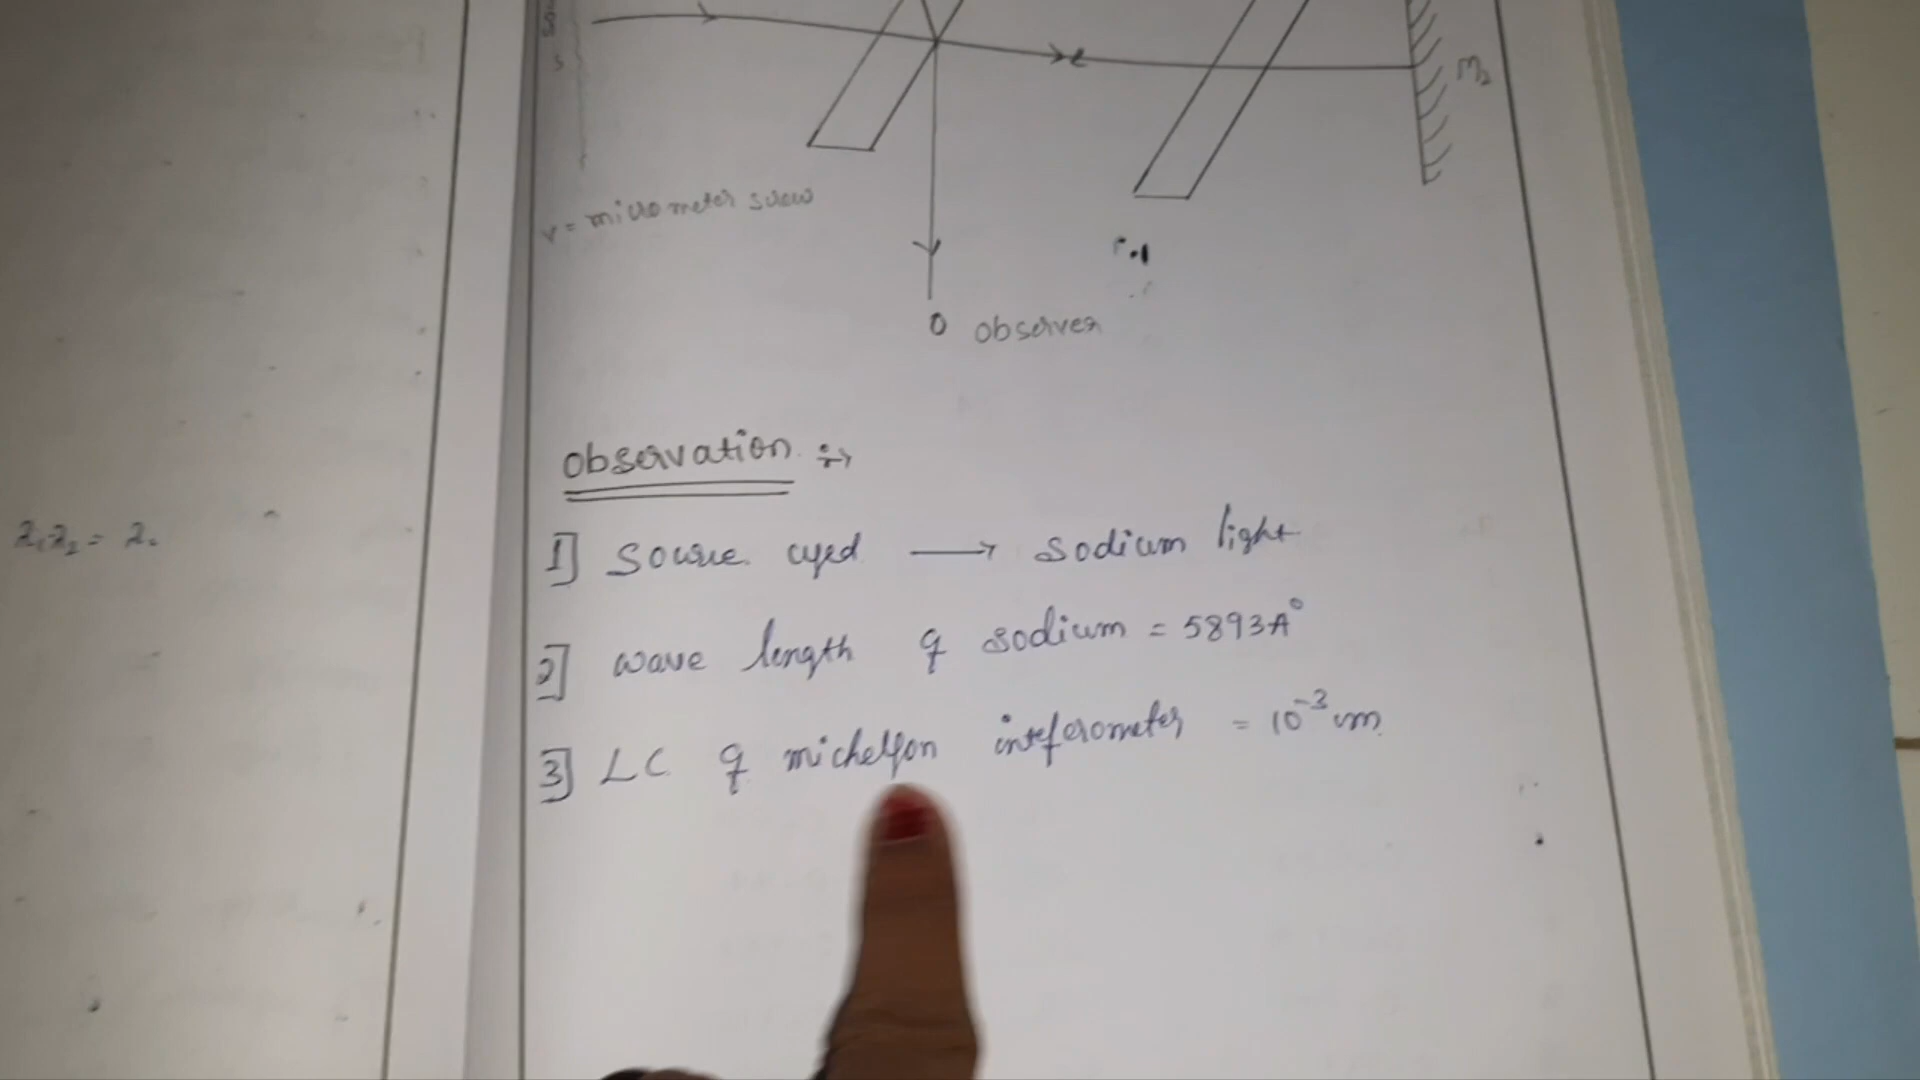 M₂
v = micrometer screw
O observer
Observation :→
1] Source used → Sodium light
2] wave length of sodium = 5893A°
3] LC of michelson inteferometer = 10⁻³ cm